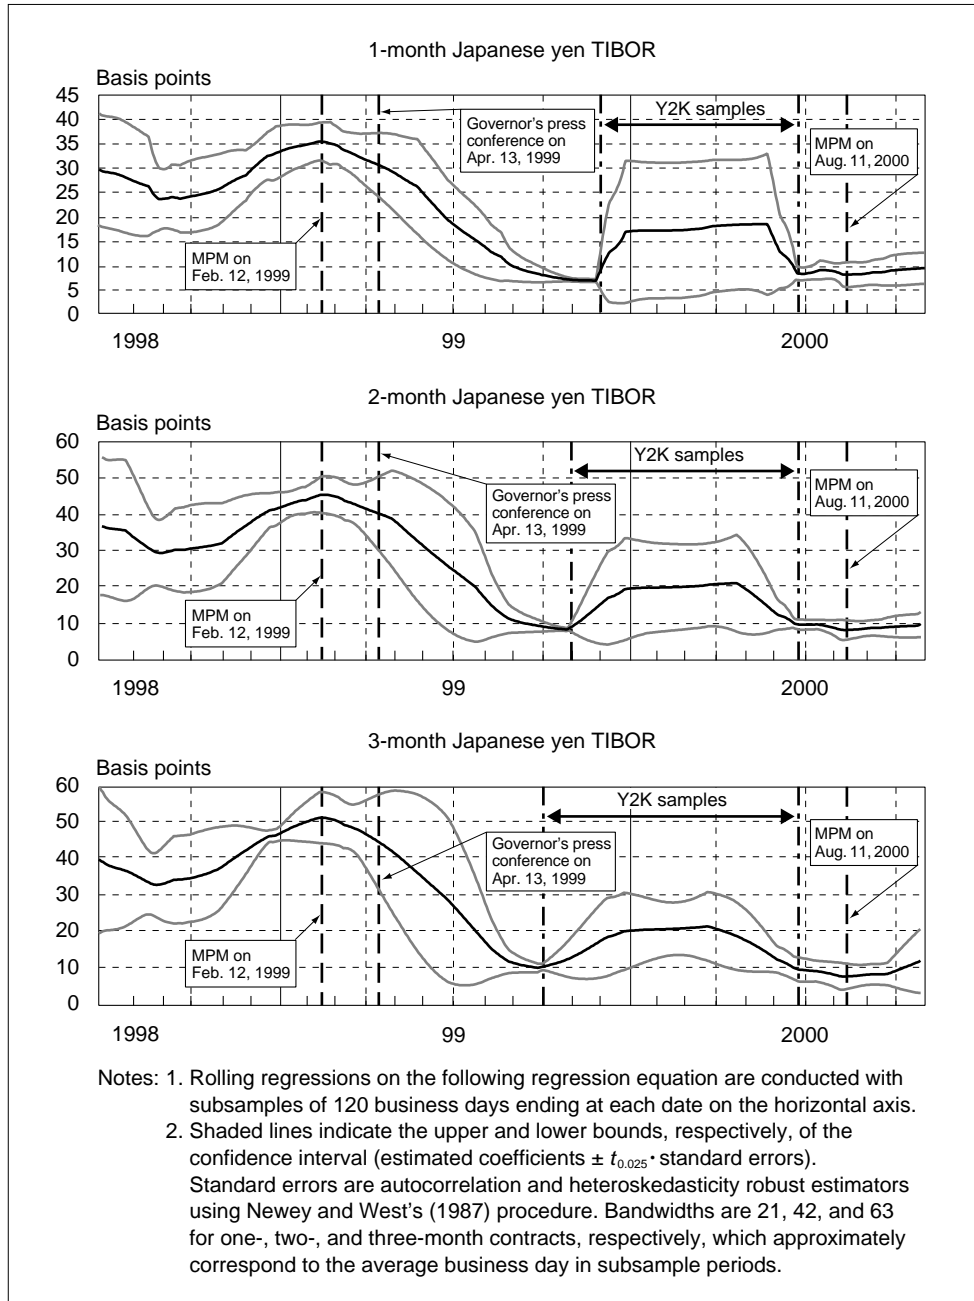 1-month Japanese yen TIBOR
Basis points
45
40
35
30
25
20
15
10
5
0
Governor's press
conference on
Apr. 13, 1999
Y2K samples
MPM on
Aug. 11, 2000
MPM on
Feb. 12, 1999
1998
99
2000
2-month Japanese yen TIBOR
Basis points
60
50
40
30
20
10
0
Y2K samples
Governor's press
conference on
Apr. 13, 1999
MPM on
Aug. 11, 2000
MPM on
Feb. 12, 1999
1998
99
2000
3-month Japanese yen TIBOR
Basis points
60
50
40
30
20
10
0
Y2K samples
Governor's press
conference on
Apr. 13, 1999
MPM on
Aug. 11, 2000
MPM on
Feb. 12, 1999
1998
99
2000
Notes: 1. Rolling regressions on the following regression equation are conducted with
subsamples of 120 business days ending at each date on the horizontal axis.
2. Shaded lines indicate the upper and lower bounds, respectively, of the
confidence interval (estimated coefficients ± t0.025 · standard errors).
Standard errors are autocorrelation and heteroskedasticity robust estimators
using Newey and West's (1987) procedure. Bandwidths are 21, 42, and 63
for one-, two-, and three-month contracts, respectively, which approximately
correspond to the average business day in subsample periods.